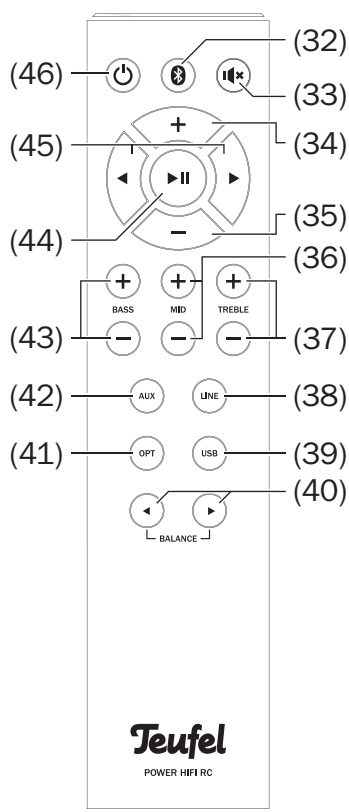 (32)
(46)
(33)
(45)
(34)
(44)
(35)
(36)
BASS MID TREBLE
(43)
(37)
(42) AUX LINE (38)
(41) OPT USB (39)
(40)
BALANCE
Teufel
POWER HIFI RC